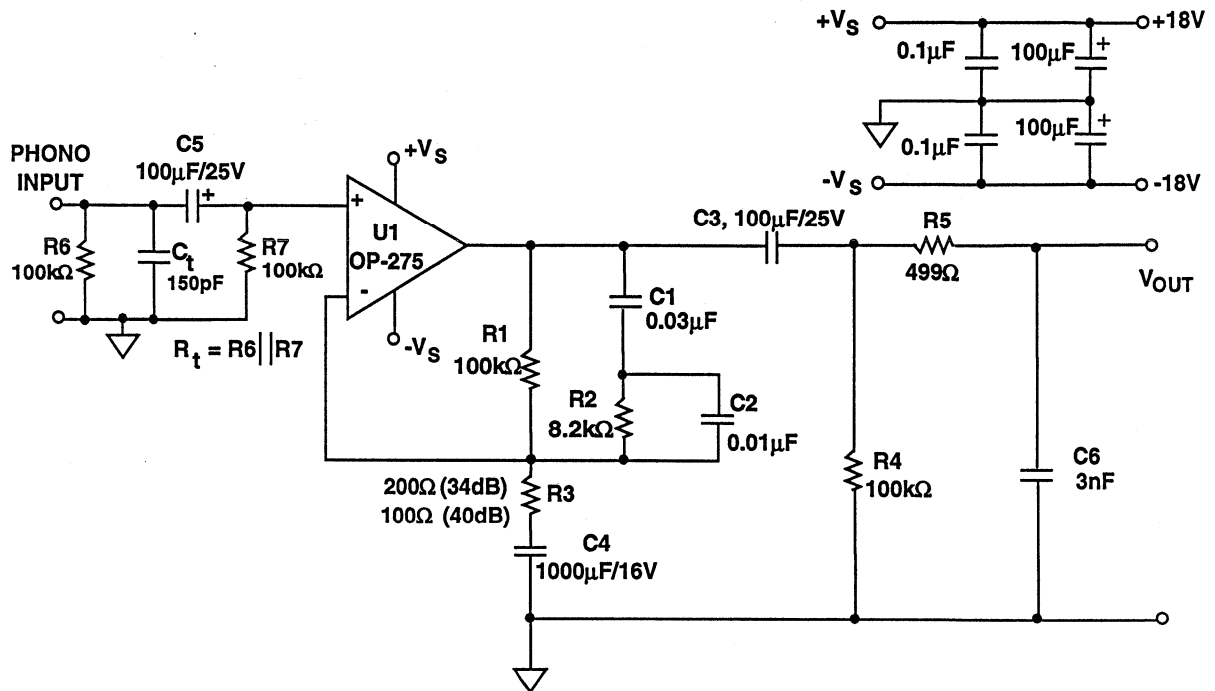 +VS
+18V
0.1µF
100µF
+
0.1µF
100µF
+
-VS
-18V
PHONO
INPUT
C5
100µF/25V
+
R6
100kΩ
Ct
150pF
R7
100kΩ
Rt = R6||R7
+VS
+
U1
OP-275
-
-VS
R1
100kΩ
C1
0.03µF
R2
8.2kΩ
C2
0.01µF
200Ω (34dB)
100Ω (40dB)
R3
C4
1000µF/16V
C3, 100µF/25V
R5
499Ω
VOUT
R4
100kΩ
C6
3nF